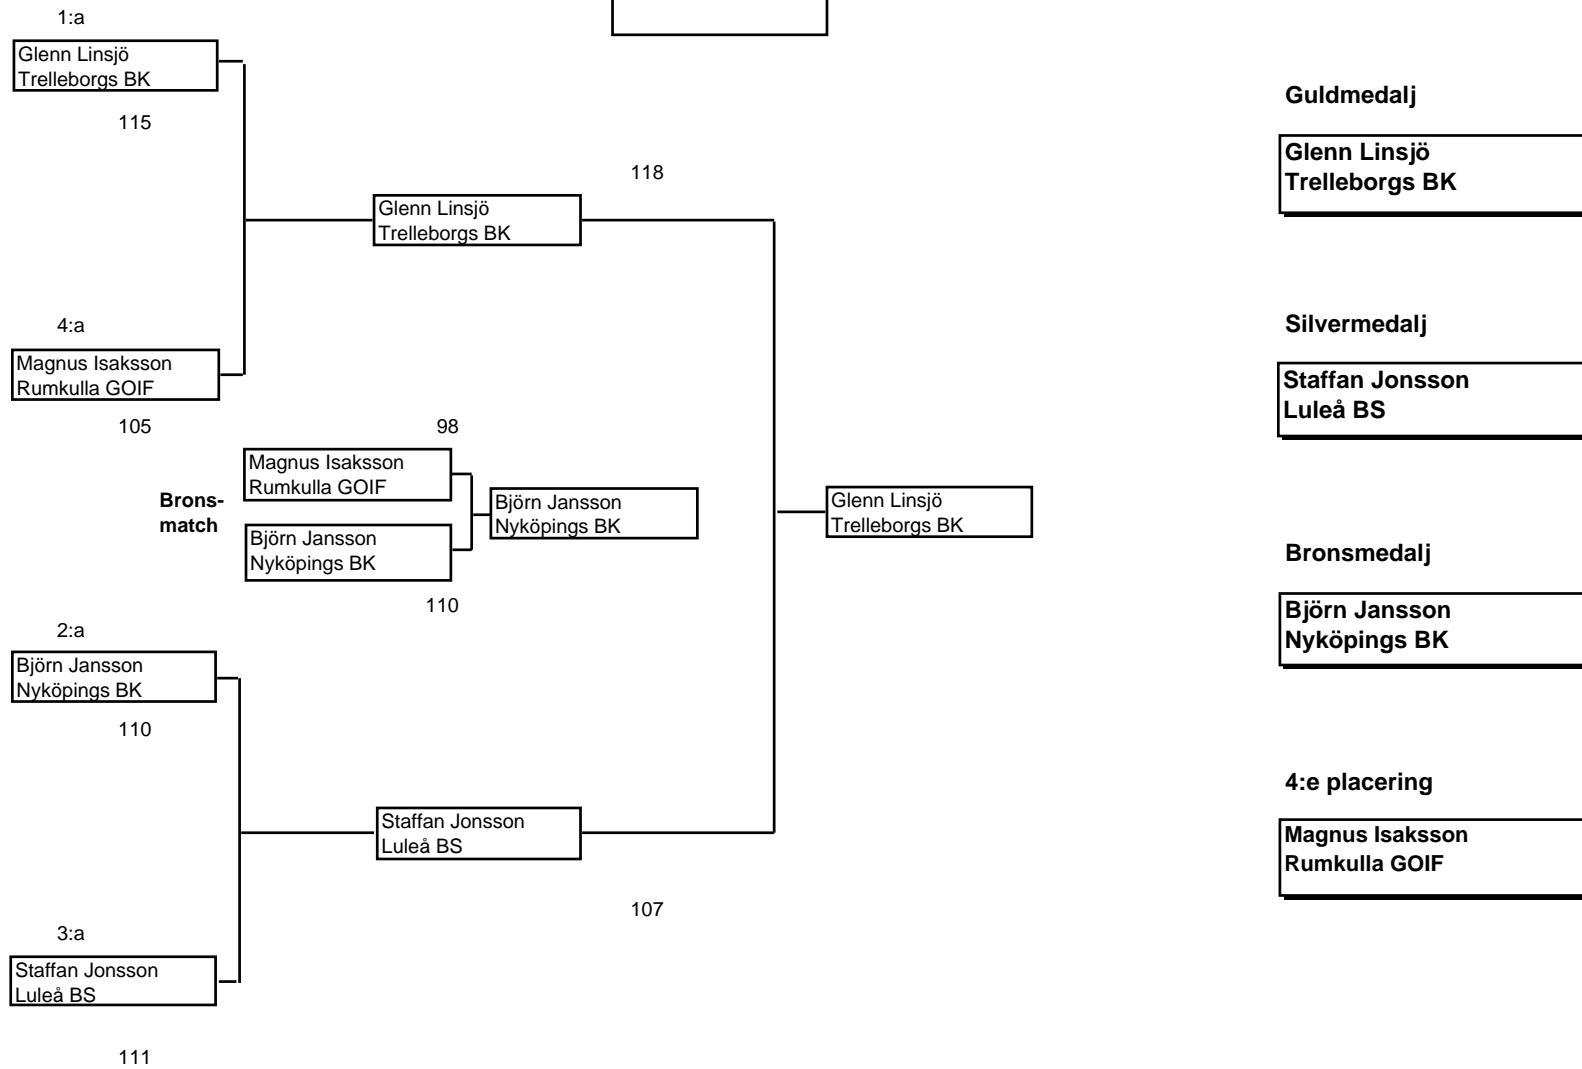 1:a
Glenn Linsjö
Trelleborgs BK
115
118
Glenn Linsjö
Trelleborgs BK
4:a
Magnus Isaksson
Rumkulla GOIF
105
98
Brons-
match
Magnus Isaksson
Rumkulla GOIF
Björn Jansson
Nyköpings BK
Björn Jansson
Nyköpings BK
110
Glenn Linsjö
Trelleborgs BK
2:a
Björn Jansson
Nyköpings BK
110
Staffan Jonsson
Luleå BS
107
3:a
Staffan Jonsson
Luleå BS
111
Guldmedalj
Glenn Linsjö
Trelleborgs BK
Silvermedalj
Staffan Jonsson
Luleå BS
Bronsmedalj
Björn Jansson
Nyköpings BK
4:e placering
Magnus Isaksson
Rumkulla GOIF